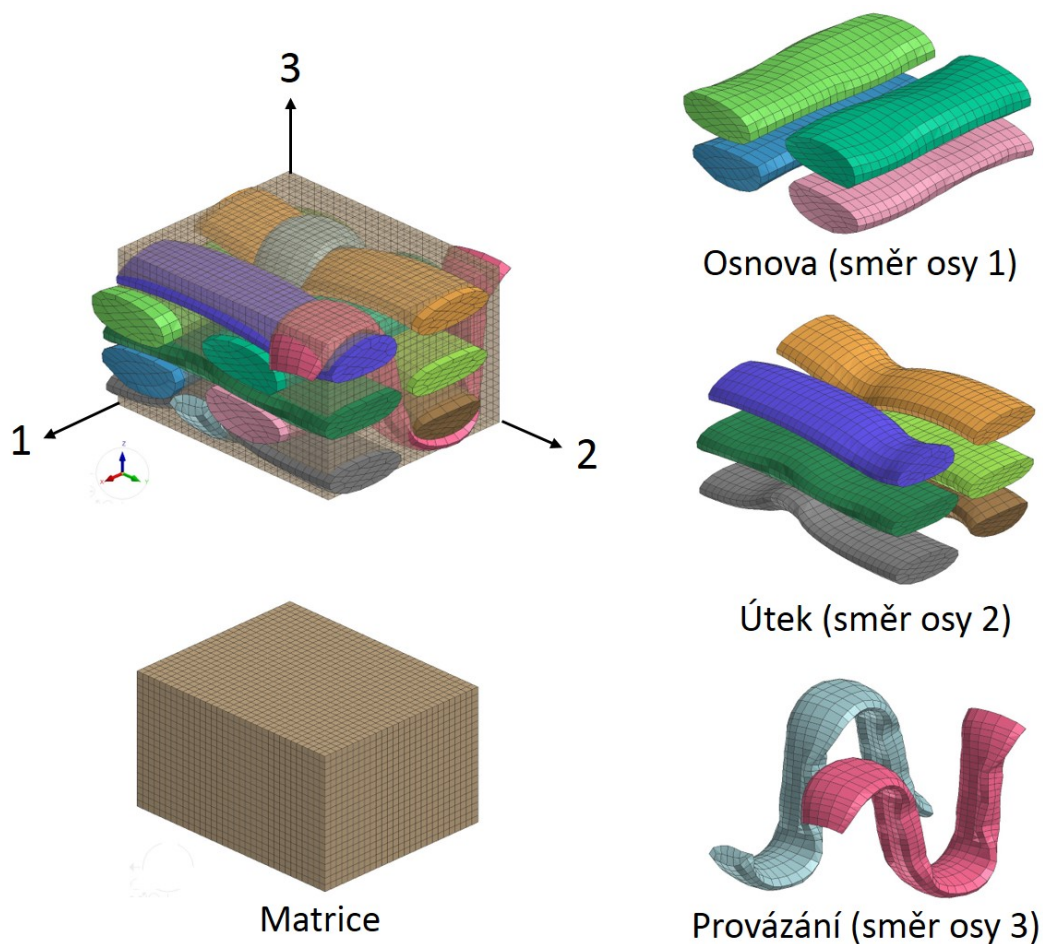 3
1
2
Osnova (směr osy 1)
Útek (směr osy 2)
Matrice
Provázání (směr osy 3)